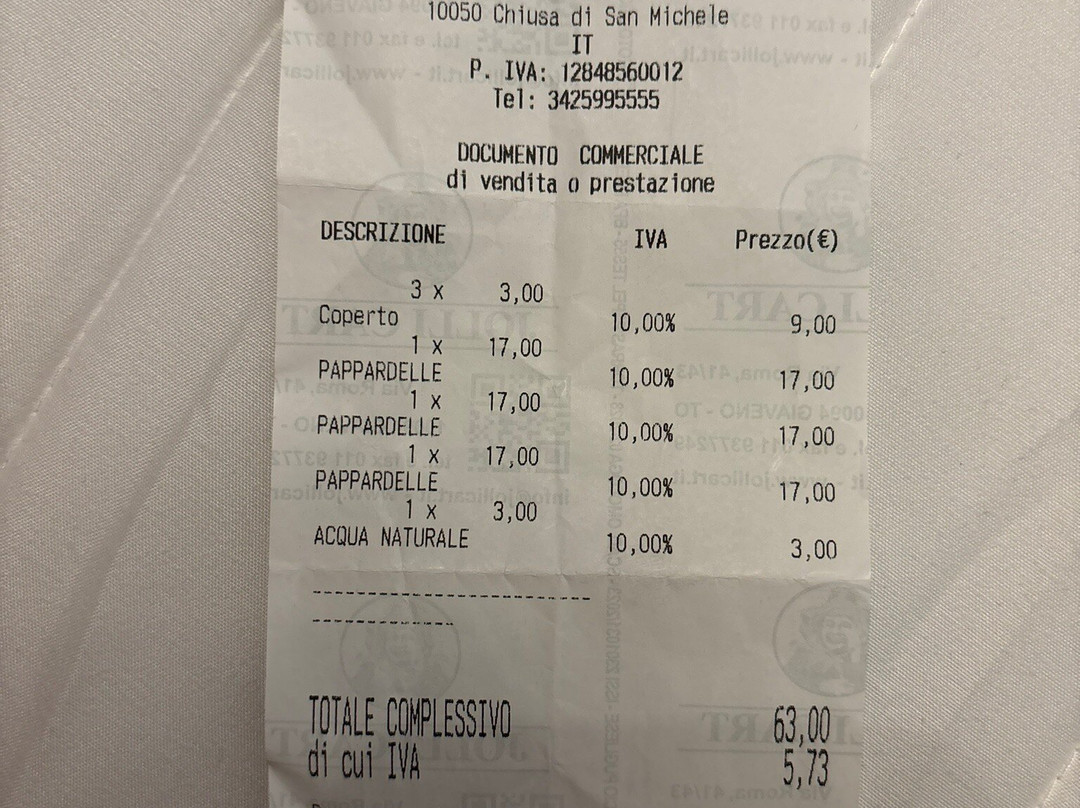 10050 Chiusa di San Michele
IT
P. IVA: 12848560012
Tel: 3425995555
DOCUMENTO COMMERCIALE
di vendita o prestazione
DESCRIZIONE IVA Prezzo(€)
3 x 3,00
Coperto 10,00% 9,00
1 x 17,00
PAPPARDELLE 10,00% 17,00
1 x 17,00
PAPPARDELLE 10,00% 17,00
1 x 17,00
PAPPARDELLE 10,00% 17,00
1 x 3,00
ACQUA NATURALE 10,00% 3,00
-------------------------
-------------
TOTALE COMPLESSIVO 63,00
di cui IVA 5,73